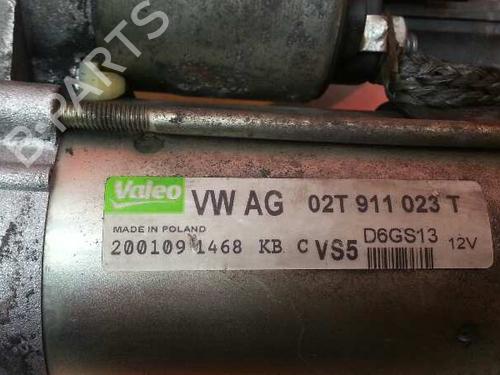 B-PARTS
Valeo VW AG 02T 911 023 T
MADE IN POLAND
200109 1468 KB C VS5 D6GS13 12V